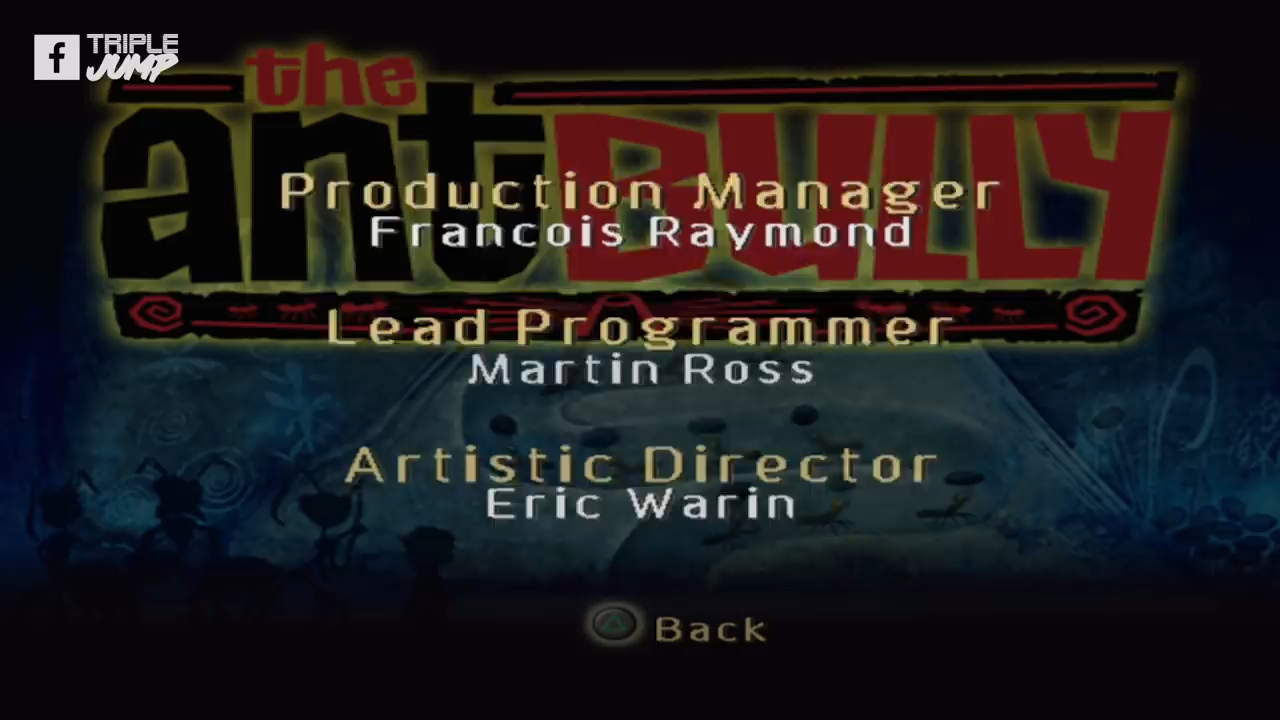 f TRIPLE
JUMP
the
ant BULLY
Production Manager
Francois Raymond
Lead Programmer
Martin Ross
Artistic Director
Eric Warin
Back